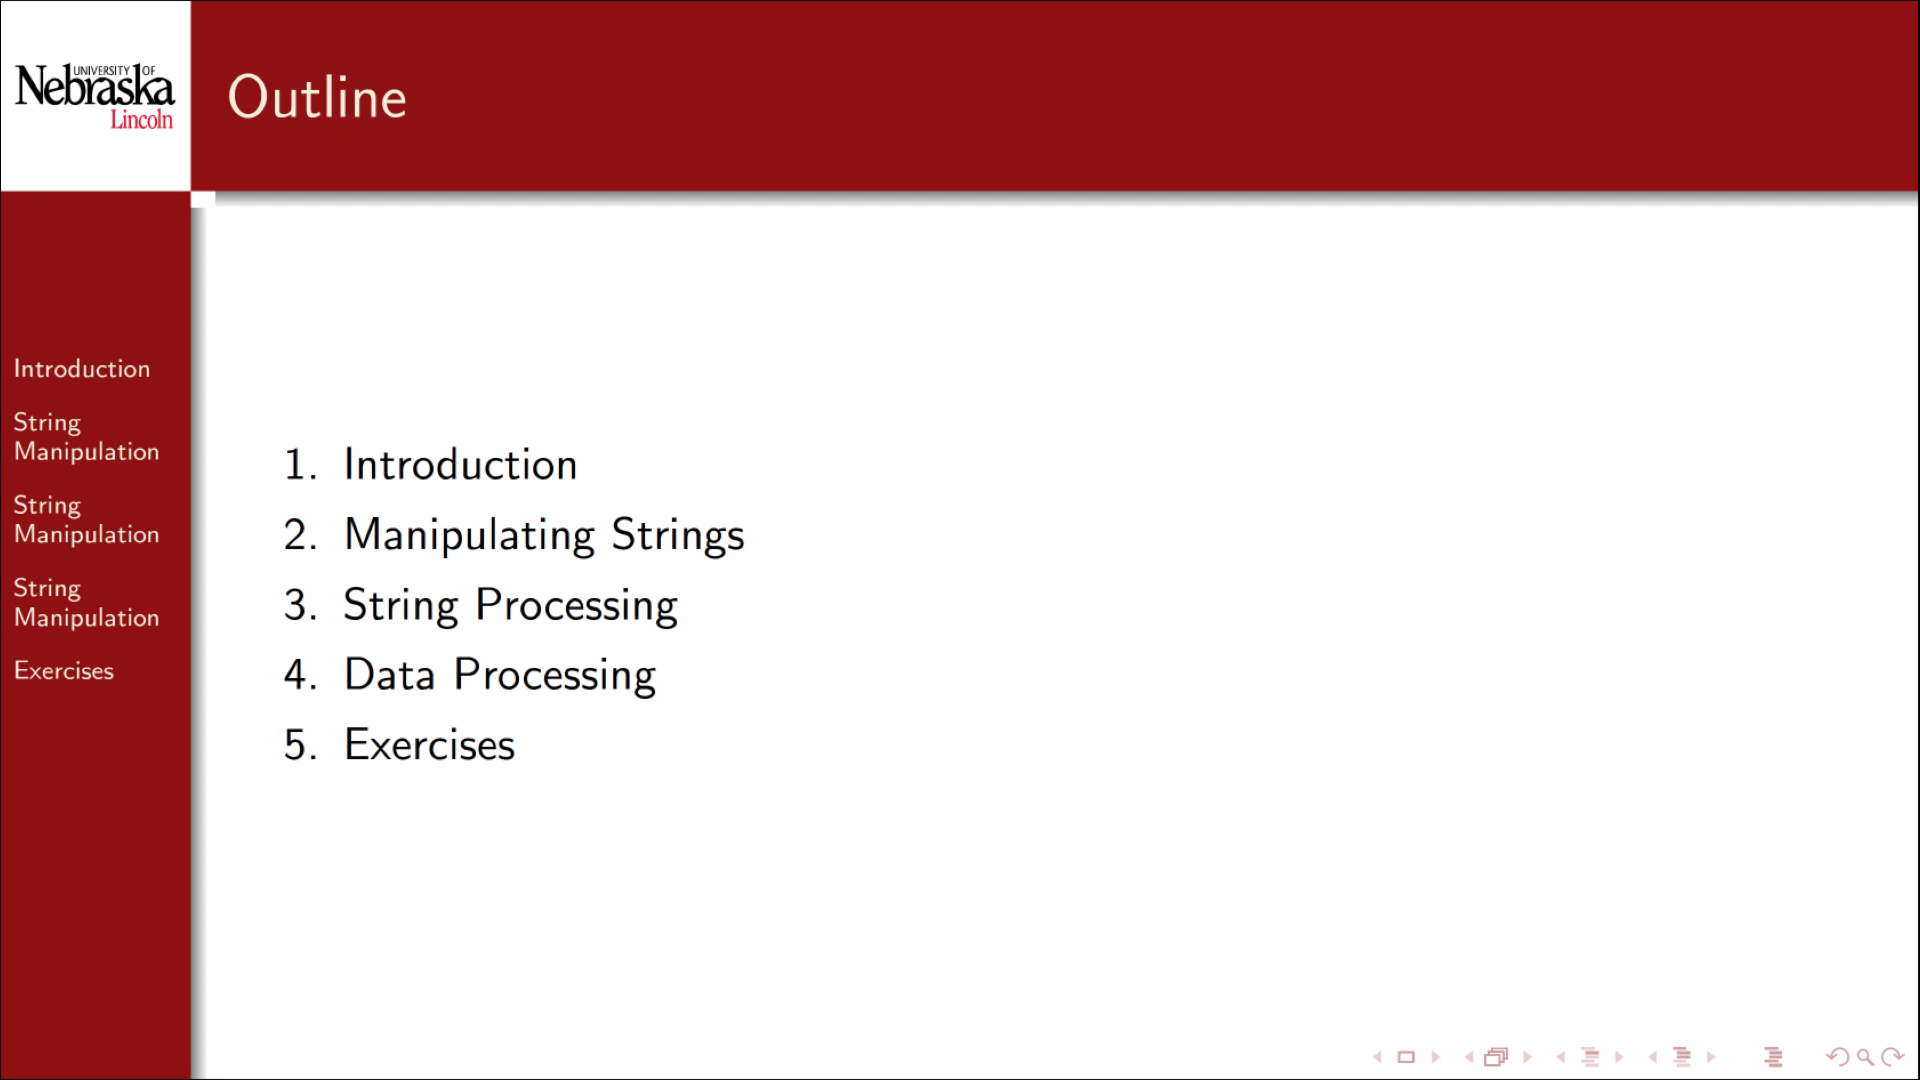 UNIVERSITY OF
Nebraska
Lincoln
Outline
Introduction
String
Manipulation
String
Manipulation
String
Manipulation
Exercises
1. Introduction
2. Manipulating Strings
3. String Processing
4. Data Processing
5. Exercises